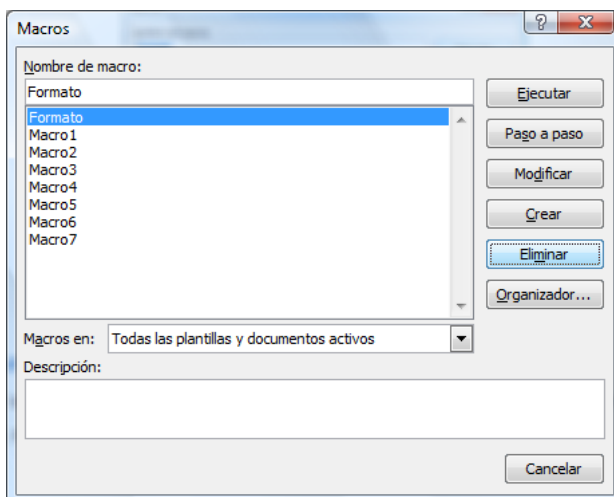 Macros
Nombre de macro:
Formato
Ejecutar
Formato
Macro1
Paso a paso
Macro2
Macro3
Modificar
Macro4
Macro5
Crear
Macro6
Macro7
Eliminar
Organizador...
Macros en: Todas las plantillas y documentos activos
Descripción:
Cancelar